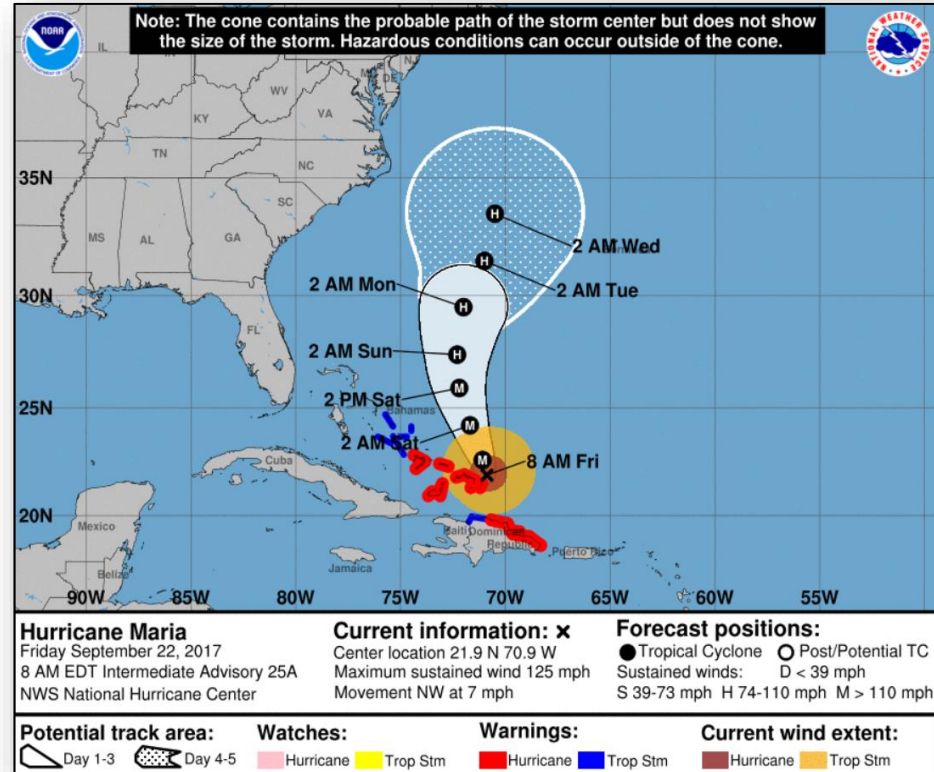 Note: The cone contains the probable path of the storm center but does not show
the size of the storm. Hazardous conditions can occur outside of the cone.
NOAA
NATIONAL WEATHER SERVICE
IL
WV
VA
KY
NJ
DE
TN
NC
35N
SC
MS
AL
GA
2 AM Wed
2 AM Mon
2 AM Tue
30N
FL
2 AM Sun
2 PM Sat
Bahamas
25N
2 AM Sat
8 AM Fri
Cuba
20N
Mexico
Haiti
Dominican
Republic
Puerto Rico
Jamaica
Belize
90W 85W 80W 75W 70W 65W 60W 55W
H
H
H
H
M
M
M
Hurricane Maria
Friday September 22, 2017
8 AM EDT Intermediate Advisory 25A
NWS National Hurricane Center
Current information: x
Center location 21.9 N 70.9 W
Maximum sustained wind 125 mph
Movement NW at 7 mph
Forecast positions:
Tropical Cyclone Post/Potential TC
Sustained winds: D < 39 mph
S 39-73 mph H 74-110 mph M > 110 mph
Potential track area:
Day 1-3 Day 4-5
Watches:
Hurricane Trop Stm
Warnings:
Hurricane Trop Stm
Current wind extent:
Hurricane Trop Stm